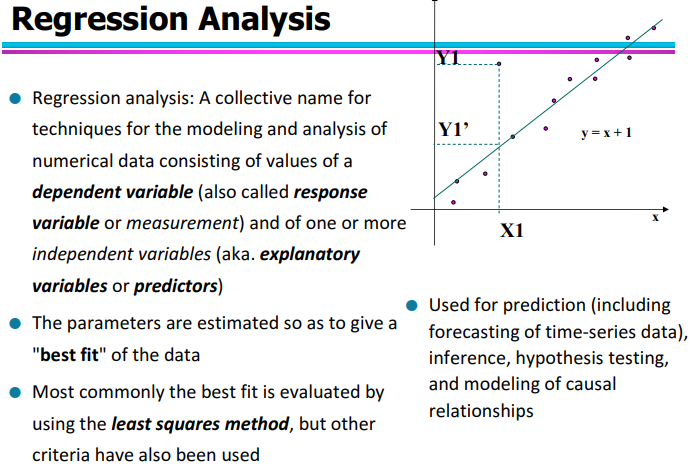 Regression Analysis
Regression analysis: A collective name for
techniques for the modeling and analysis of
numerical data consisting of values of a
dependent variable (also called response
variable or measurement) and of one or more
independent variables (aka. explanatory
variables or predictors)
The parameters are estimated so as to give a
"best fit" of the data
Most commonly the best fit is evaluated by
using the least squares method, but other
criteria have also been used
Y1
Y1’
y = x + 1
X1
x
Used for prediction (including
forecasting of time-series data),
inference, hypothesis testing,
and modeling of causal
relationships